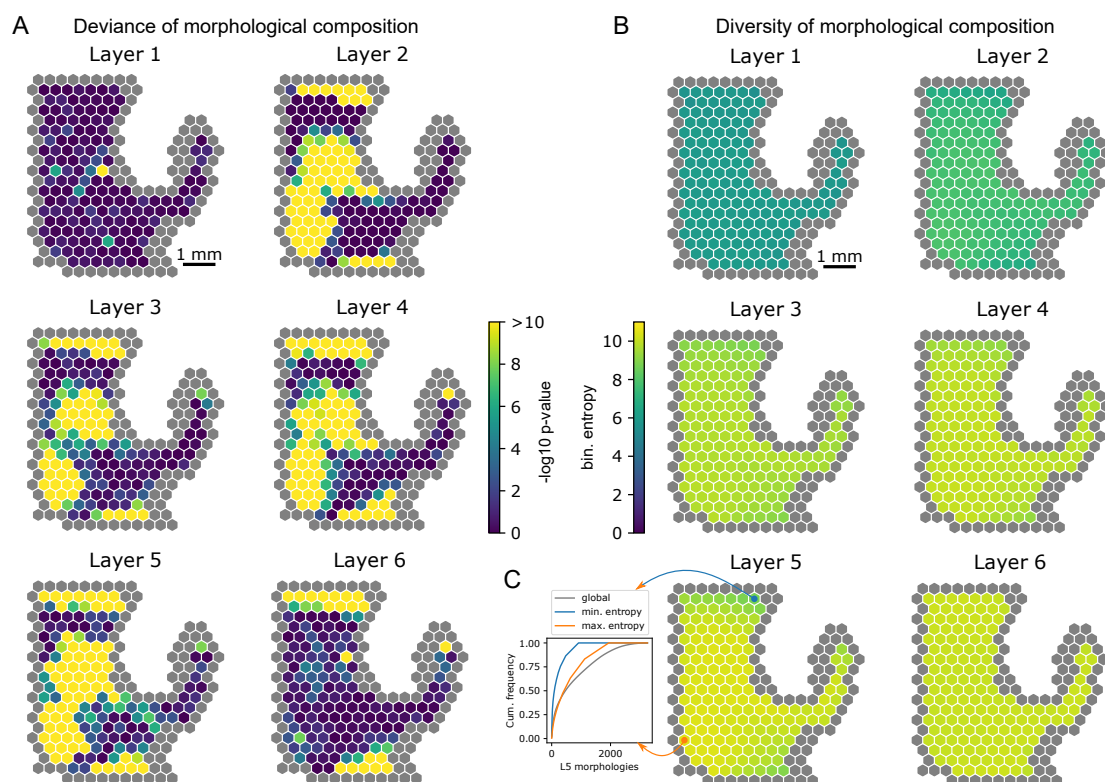 A
Deviance of morphological composition
B
Diversity of morphological composition
Layer 1
Layer 2
Layer 1
Layer 2
1 mm
1 mm
Layer 3
Layer 4
Layer 3
Layer 4
>10
8
6
4
2
0
-log10 p-value
bin. entropy
10
8
6
4
2
0
Layer 5
Layer 6
C
Layer 5
Layer 6
global
min. entropy
max. entropy
1.00
0.75
0.50
0.25
0.00
Cum. frequency
0
2000
L5 morphologies